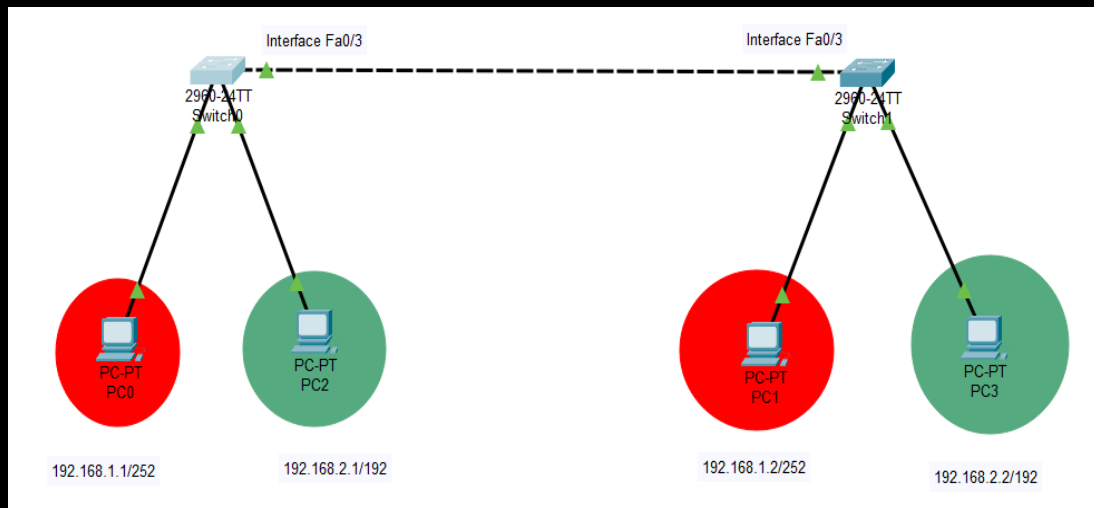 Interface Fa0/3
Interface Fa0/3
2960-24TT
Switch0
2960-24TT
Switch1
PC-PT
PC0
PC-PT
PC2
PC-PT
PC1
PC-PT
PC3
192.168.1.1/252
192.168.2.1/192
192.168.1.2/252
192.168.2.2/192